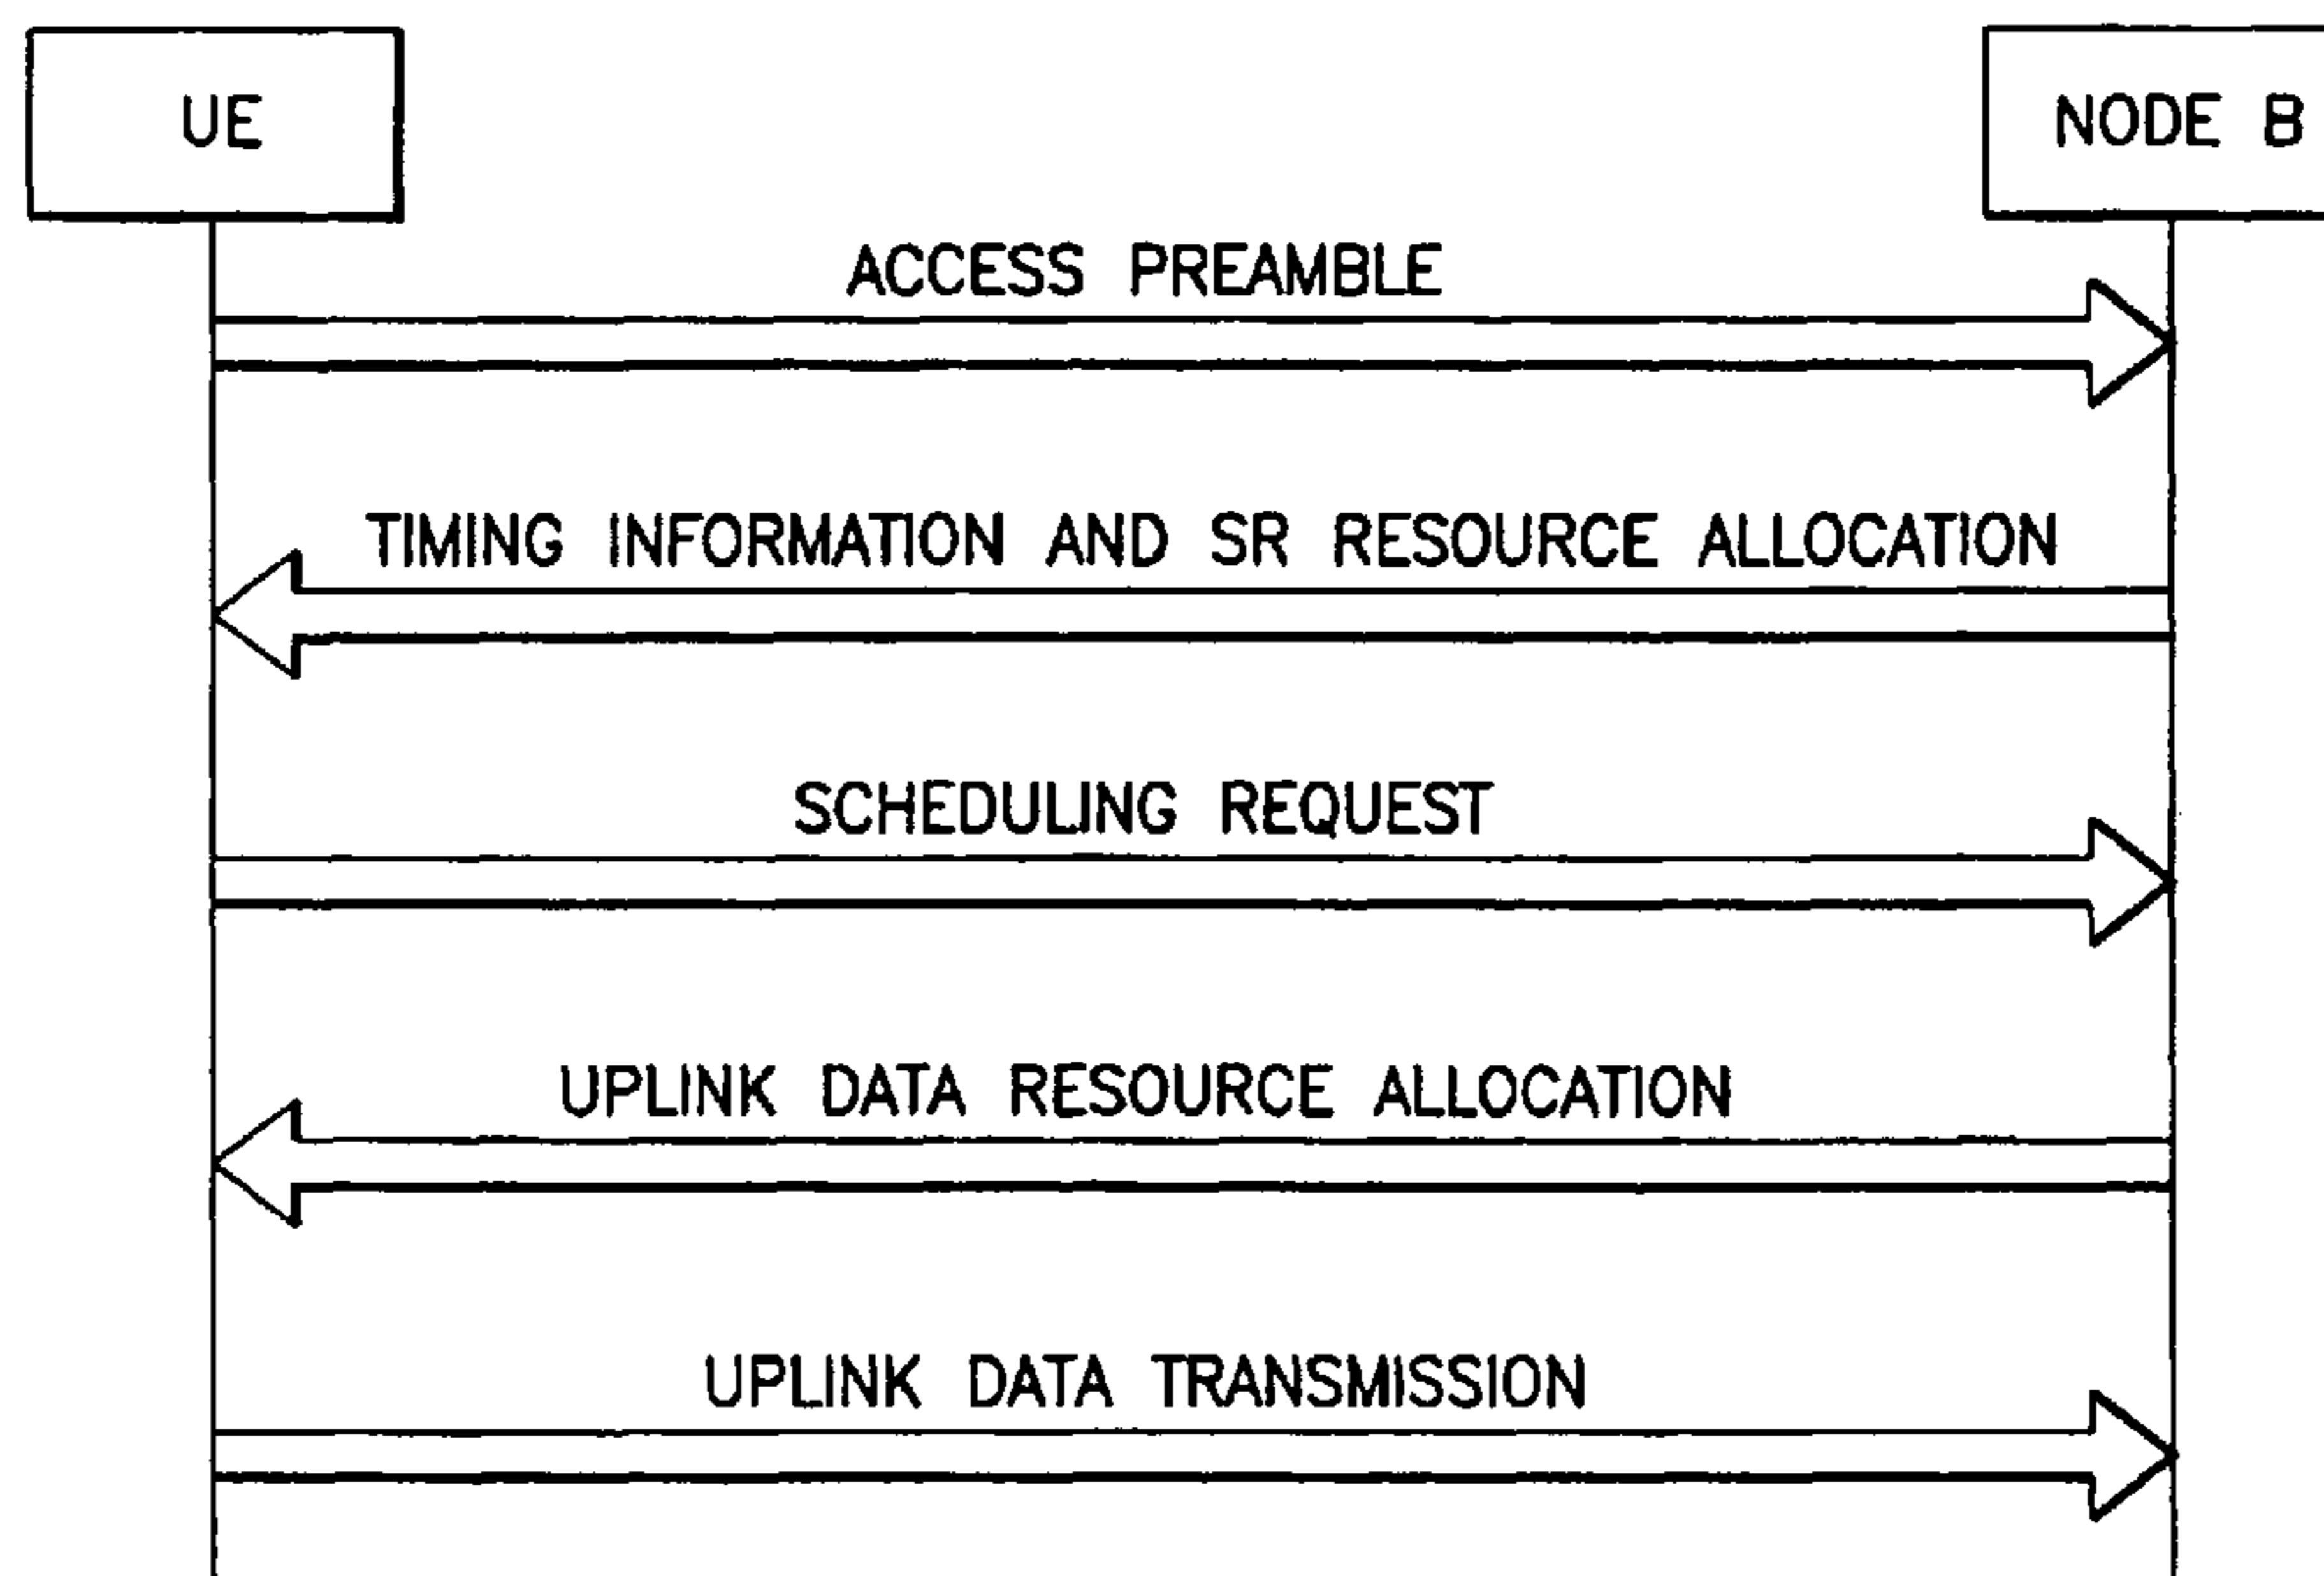 UE
NODE B
ACCESS PREAMBLE
TIMING INFORMATION AND SR RESOURCE ALLOCATION
SCHEDULING REQUEST
UPLINK DATA RESOURCE ALLOCATION
UPLINK DATA TRANSMISSION